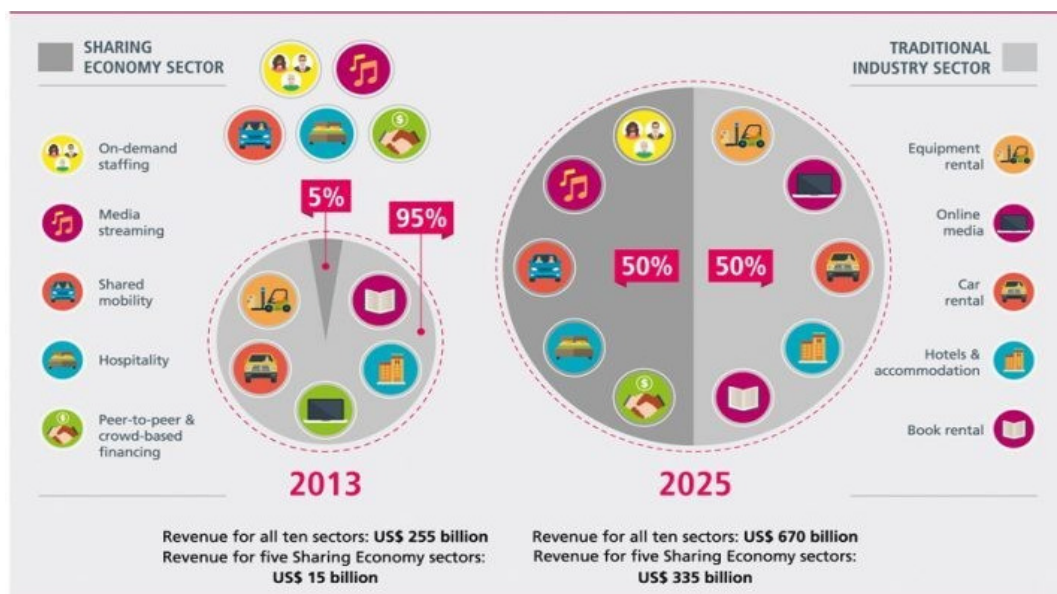 SHARING
ECONOMY SECTOR
On-demand
staffing
Media
streaming
Shared
mobility
Hospitality
Peer-to-peer &
crowd-based
financing
5%
95%
2013
Revenue for all ten sectors: US$ 255 billion
Revenue for five Sharing Economy sectors:
US$ 15 billion
50%
50%
2025
Revenue for all ten sectors: US$ 670 billion
Revenue for five Sharing Economy sectors:
US$ 335 billion
TRADITIONAL
INDUSTRY SECTOR
Equipment
rental
Online
media
Car
rental
Hotels &
accommodation
Book rental